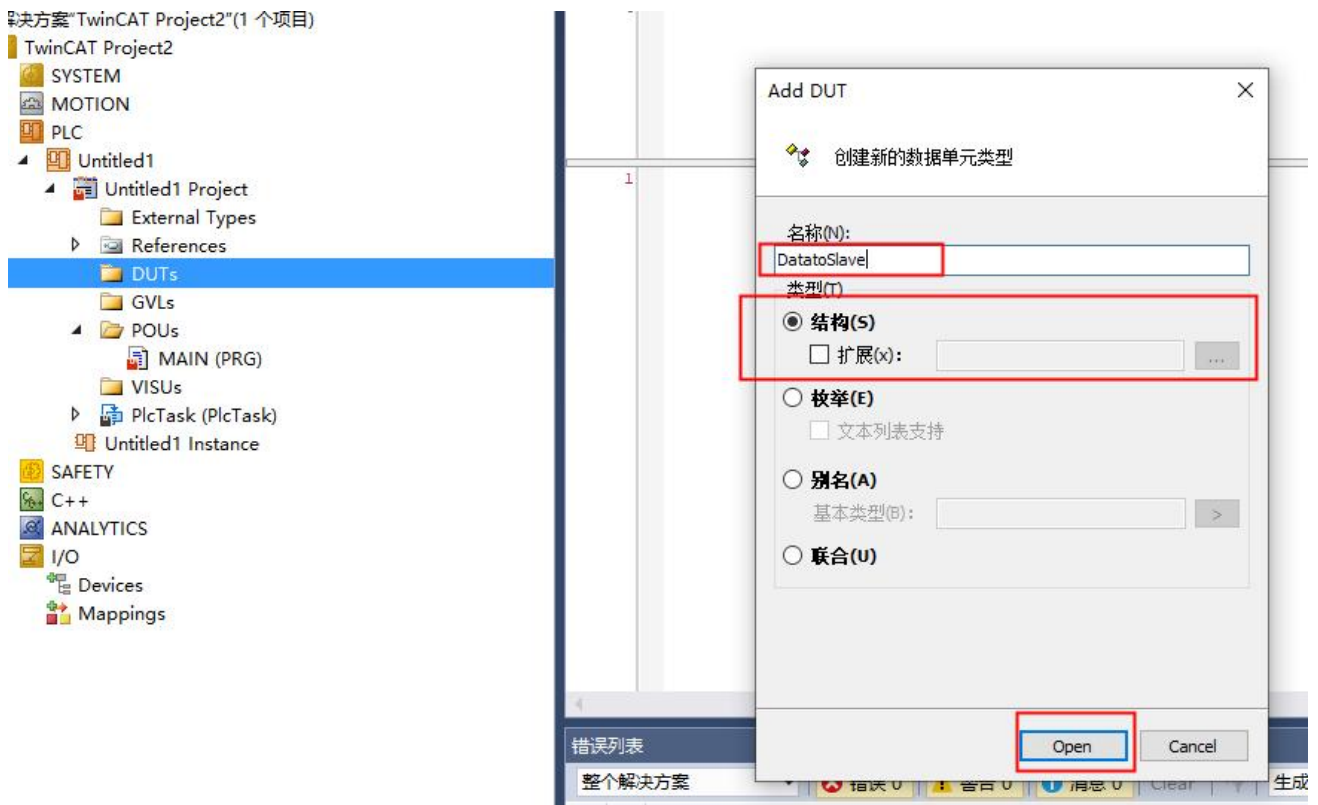 解决方案"TwinCAT Project2"(1 个项目)
TwinCAT Project2
SYSTEM
MOTION
PLC
Untitled1
Untitled1 Project
External Types
References
DUTs
GVLs
POUs
MAIN (PRG)
VISUs
PlcTask (PlcTask)
Untitled1 Instance
SAFETY
C++
ANALYTICS
I/O
Devices
Mappings
1
Add DUT
创建新的数据单元类型
名称(N):
DatatoSlave
类型(T)
结构(S)
扩展(x):
...
枚举(E)
文本列表支持
别名(A)
基本类型(B):
>
联合(U)
Open
Cancel
错误列表
整个解决方案
错误 0
警告 0
消息 0
Clear
生成